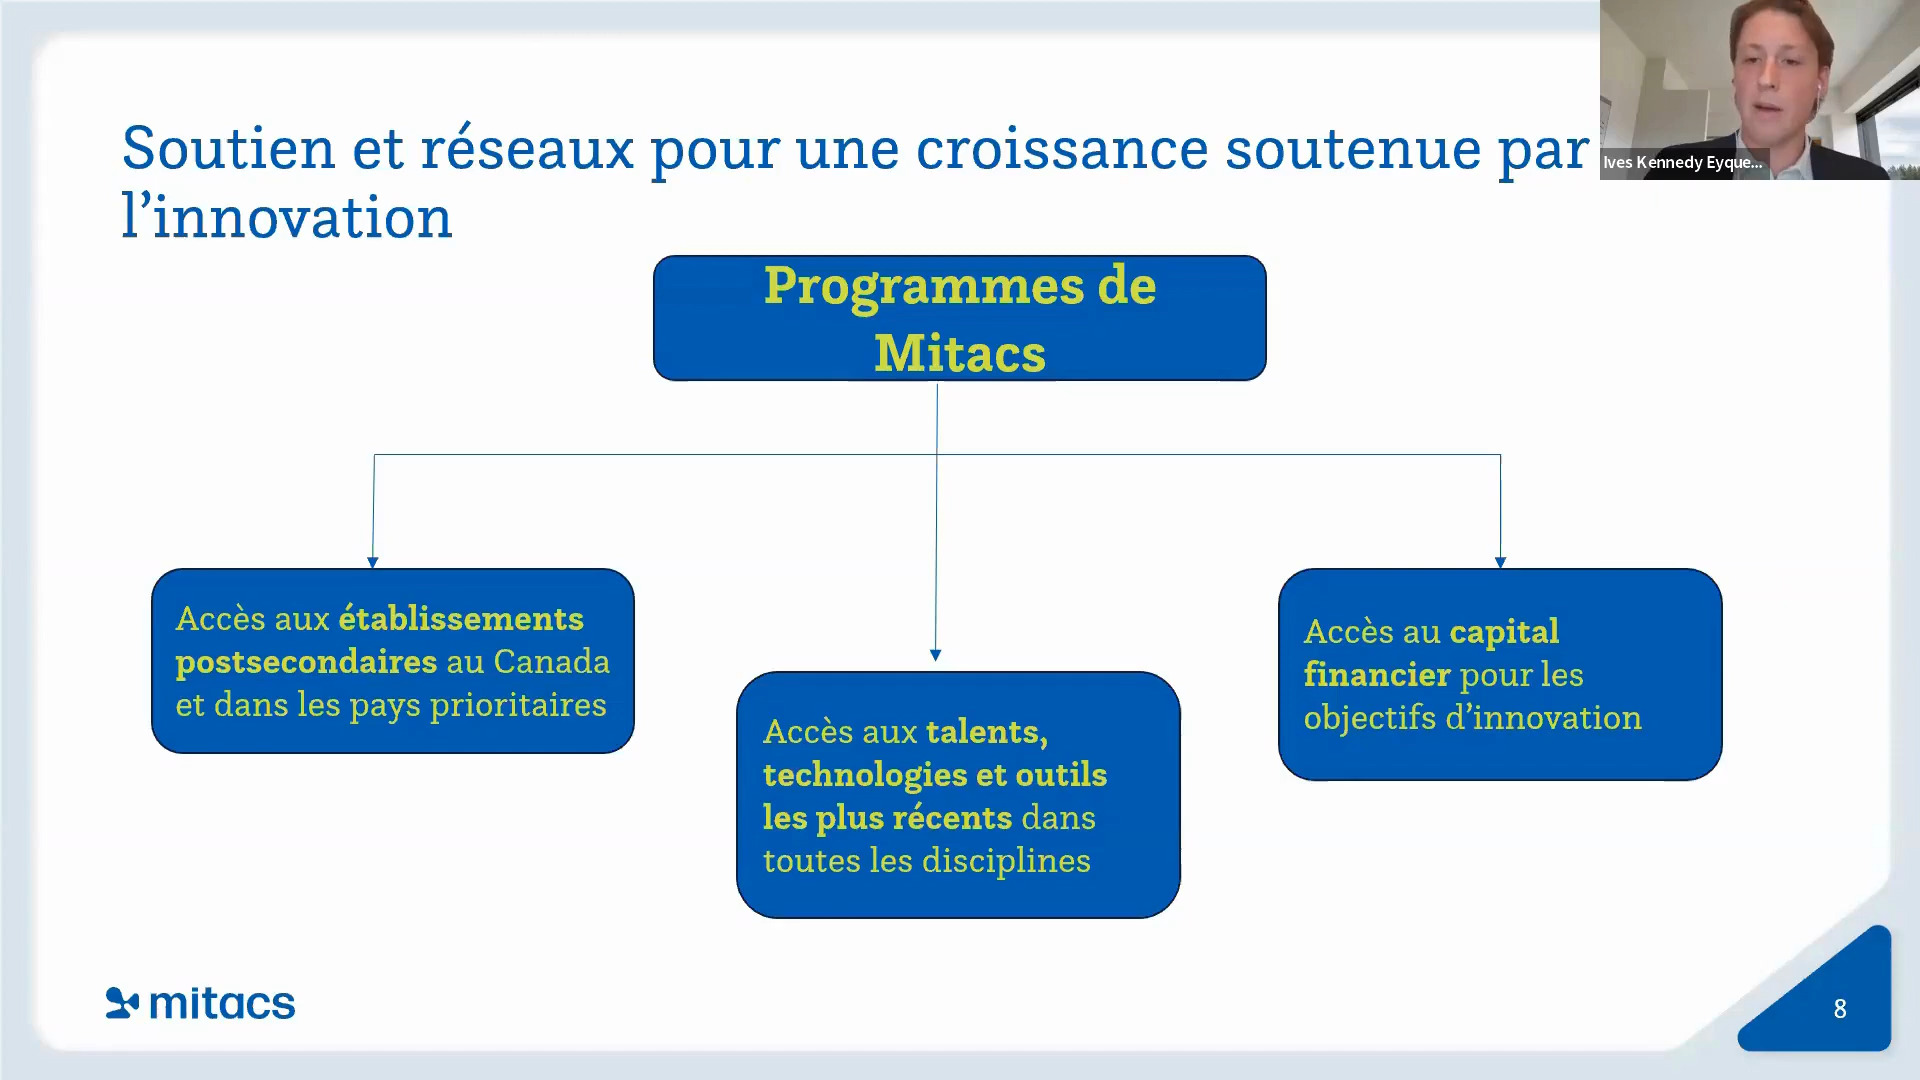 Soutien et réseaux pour une croissance soutenue par
l’innovation
Ives Kennedy Eyque...
Programmes de
Mitacs
Accès aux établissements
postsecondaires au Canada
et dans les pays prioritaires
Accès aux talents,
technologies et outils
les plus récents dans
toutes les disciplines
Accès au capital
financier pour les
objectifs d’innovation
mitacs
8